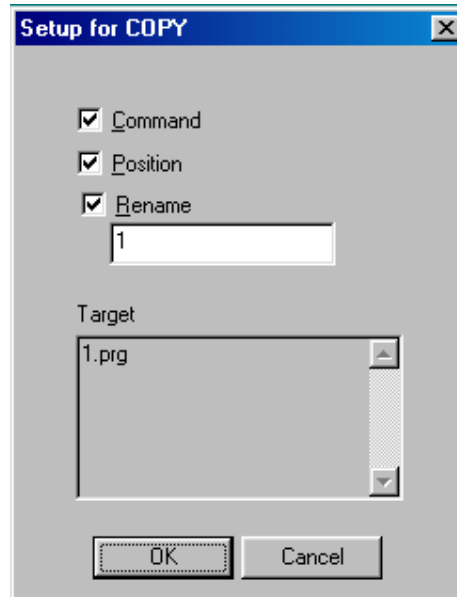 Setup for COPY
Command
Position
Rename
1
Target
1.prg
OK Cancel